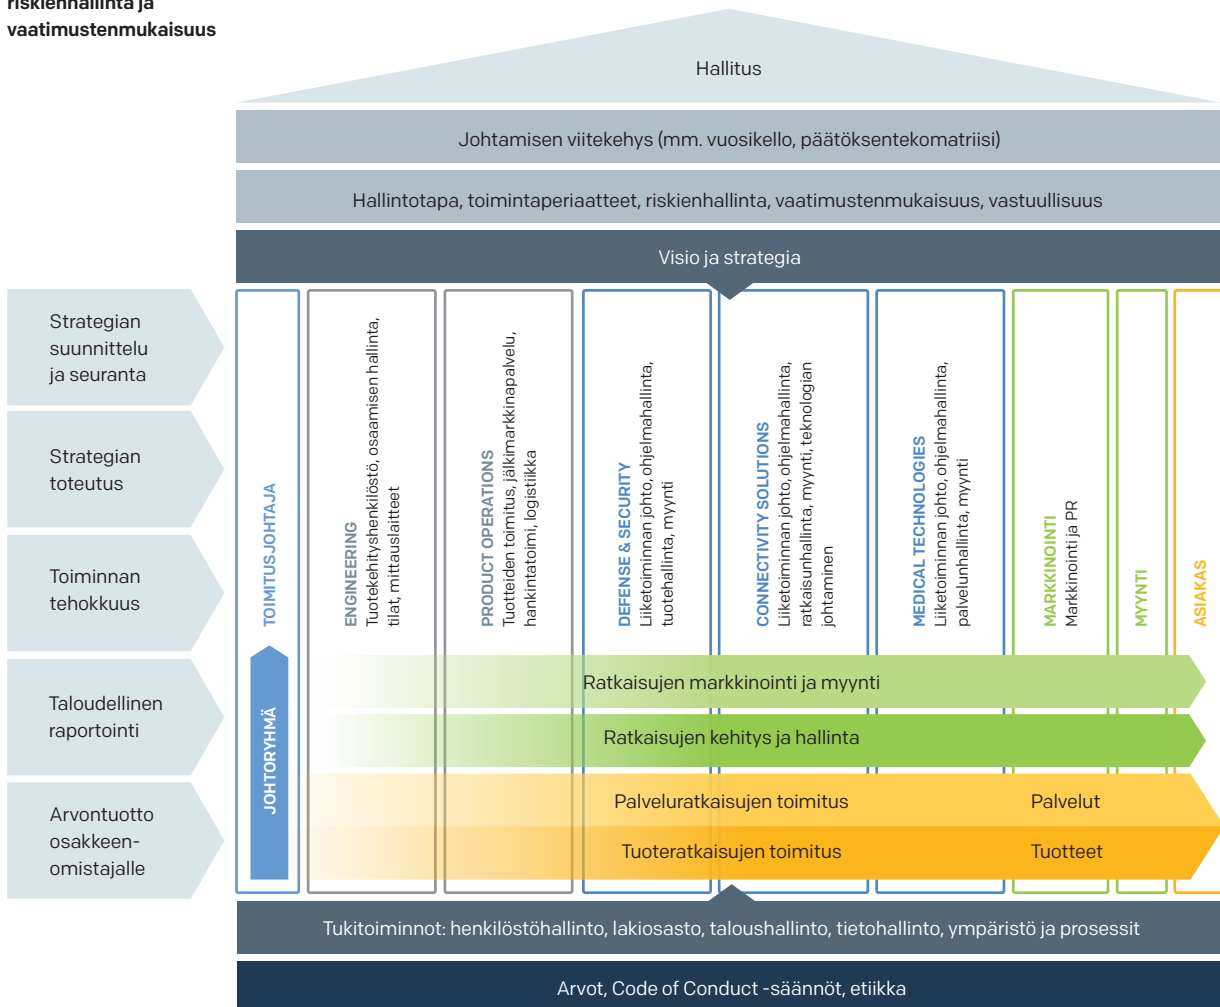 riskienhallinta ja
vaatimustenmukaisuus
Hallitus
Johtamisen viitekehys (mm. vuosikello, päätöksentekomatriisi)
Hallintotapa, toimintaperiaatteet, riskienhallinta, vaatimustenmukaisuus, vastuullisuus
Visio ja strategia
Strategian
suunnittelu
ja seuranta
Strategian
toteutus
Toiminnan
tehokkuus
Taloudellinen
raportointi
Arvontuotto
osakkeen-
omistajalle
TOIMITUSJOHTAJA
JOHTORYHMÄ
ENGINEERING
Tuotekehityshenkilöstö, osaamisen hallinta,
tilat, mittauslaitteet
PRODUCT OPERATIONS
Tuotteiden toimitus, jälkimarkkinapalvelu,
hankintatoimi, logistiikka
DEFENSE & SECURITY
Liiketoiminnan johto, ohjelmahallinta,
tuotehallinta, myynti
CONNECTIVITY SOLUTIONS
Liiketoiminnan johto, ohjelmahallinta,
ratkaisunhallinta, myynti, teknologian
johtaminen
MEDICAL TECHNOLOGIES
Liiketoiminnan johto, ohjelmahallinta,
palvelunhallinta, myynti
MARKKINOINTI
Markkinointi ja PR
MYYNTI
ASIAKAS
Ratkaisujen markkinointi ja myynti
Ratkaisujen kehitys ja hallinta
Palveluratkaisujen toimitus Palvelut
Tuoteratkaisujen toimitus Tuotteet
Tukitoiminnot: henkilöstöhallinto, lakiosasto, taloushallinto, tietohallinto, ympäristö ja prosessit
Arvot, Code of Conduct -säännöt, etiikka